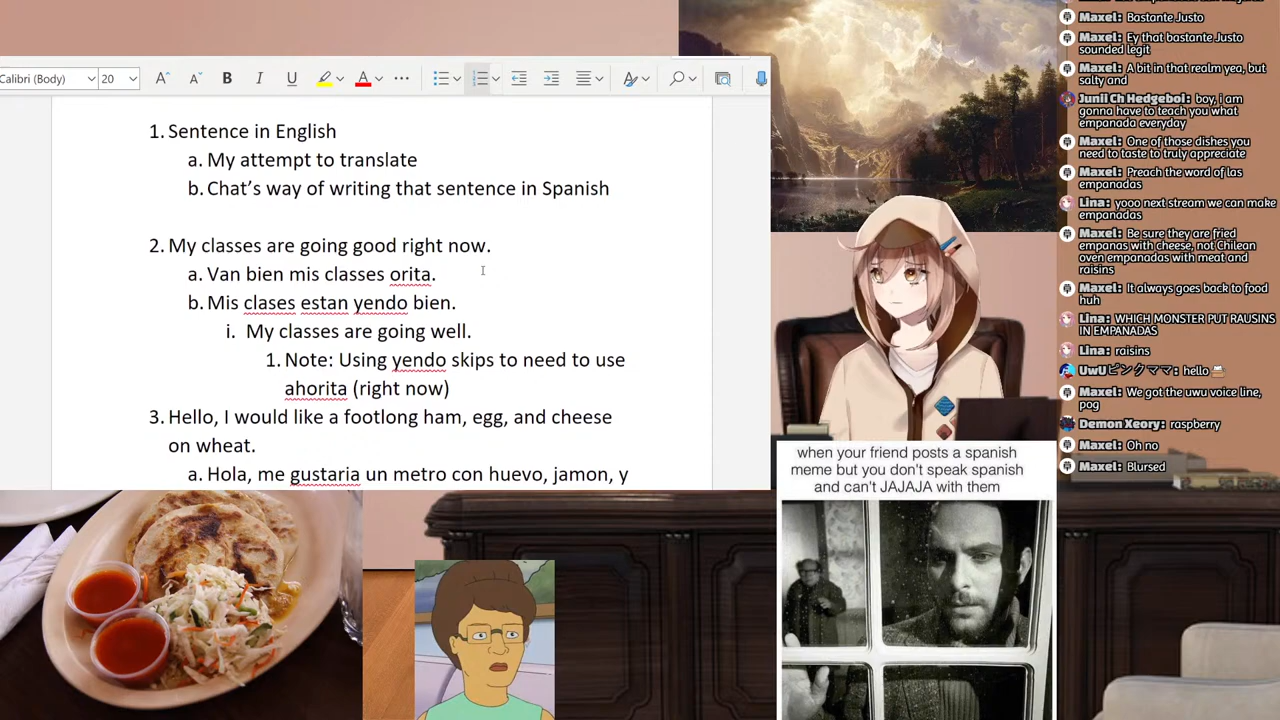 Calibri (Body)
20
B
I
U
A
1. Sentence in English
a. My attempt to translate
b. Chat's way of writing that sentence in Spanish
2. My classes are going good right now.
a. Van bien mis classes orita.
b. Mis clases estan yendo bien.
i. My classes are going well.
1. Note: Using yendo skips to need to use
ahorita (right now)
3. Hello, I would like a footlong ham, egg, and cheese
on wheat.
a. Hola, me gustaria un metro con huevo, jamon, y
Maxel: Bastante Justo
Maxel: Ey that bastante Justo
sounded legit
Maxel: A bit in that realm yea, but
salty and
Junii Ch Hedgeboi: boy, i am
gonna have to teach you what
empanada everyday
Maxel: One of those dishes you
need to taste to truly appreciate
Maxel: Preach the word of las
empanadas
Lina: yooo next stream we can make
empanadas
Maxel: Be sure they are fried
empanas with cheese, not Chilean
oven empanadas with meat and
raisins
Maxel: It always goes back to food
huh
Lina: WHICH MONSTER PUT RAUSINS
IN EMPANADAS
Lina: raisins
UwUピンクママ: hello
Maxel: We got the uwu voice line,
pog
Demon Xeory: raspberry
Maxel: Oh no
Maxel: Blursed
when your friend posts a spanish
meme but you don't speak spanish
and can't JAJAJA with them